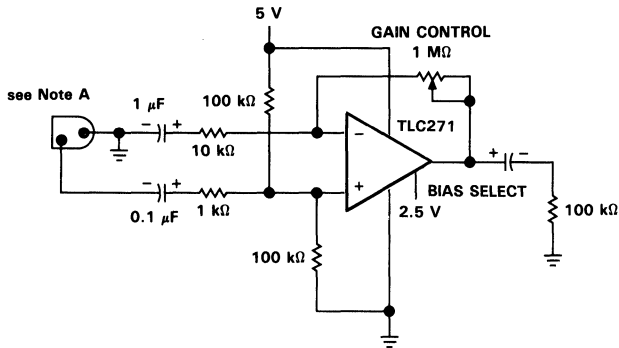 5 V
GAIN CONTROL
1 MΩ
see Note A
1 μF
100 kΩ
TLC271
− +
10 kΩ
−
+ −
− +
+
BIAS SELECT
0.1 μF
1 kΩ
2.5 V
100 kΩ
100 kΩ